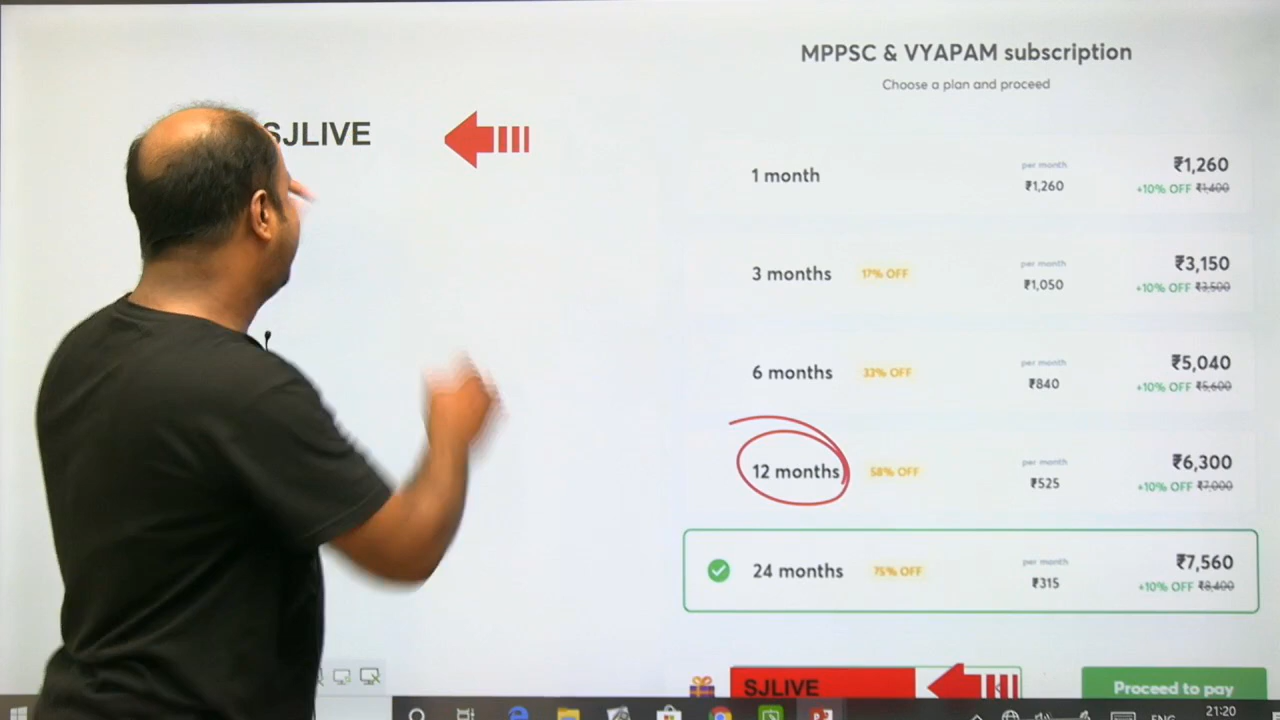 SJLIVE
MPPSC & VYAPAM subscription
Choose a plan and proceed
1 month
per month
₹1,260
₹1,260
+10% OFF ₹1,400
3 months
17% OFF
per month
₹1,050
₹3,150
+10% OFF ₹3,500
6 months
33% OFF
per month
₹840
₹5,040
+10% OFF ₹5,600
12 months
58% OFF
per month
₹525
₹6,300
+10% OFF ₹7,000
24 months
75% OFF
per month
₹315
₹7,560
+10% OFF ₹8,400
SJLIVE
Proceed to pay
ENG
21:20